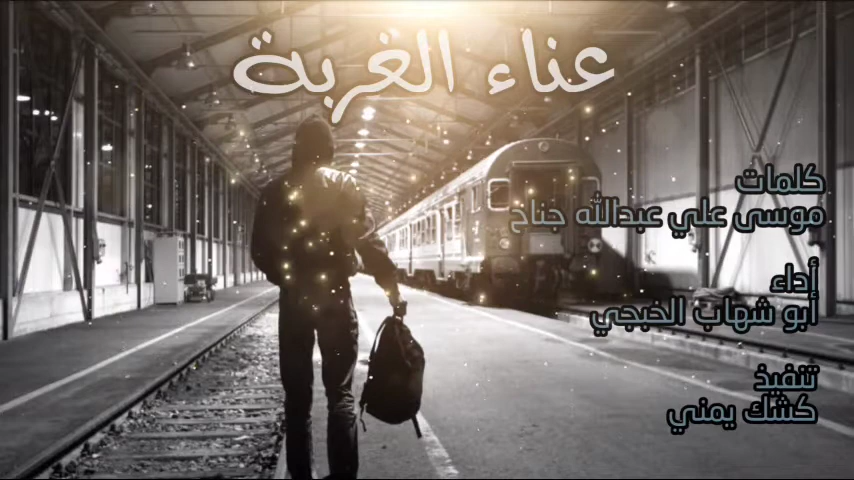 عناء الغربة
كلمات
موسى علي عبدالله جناح
أداء
أبو شهاب الخبجي
تنفيذ
كشك يمني